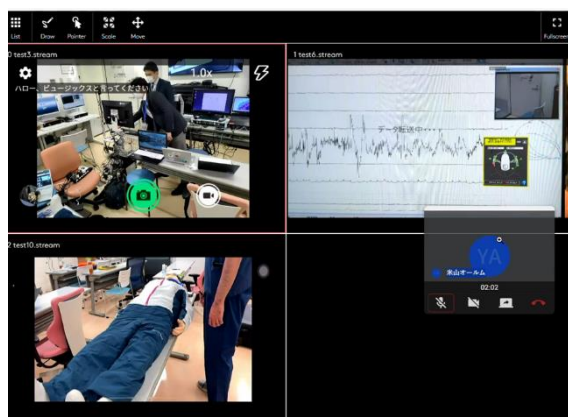 List
Draw
Pointer
Scale
Move
Fullscreen
0 test3.stream
1.0x
ハロー、ビュージックスと言ってください
1 test6.stream
データ転送中・・・・
YA
米山オールム
02:02
2 test10.stream